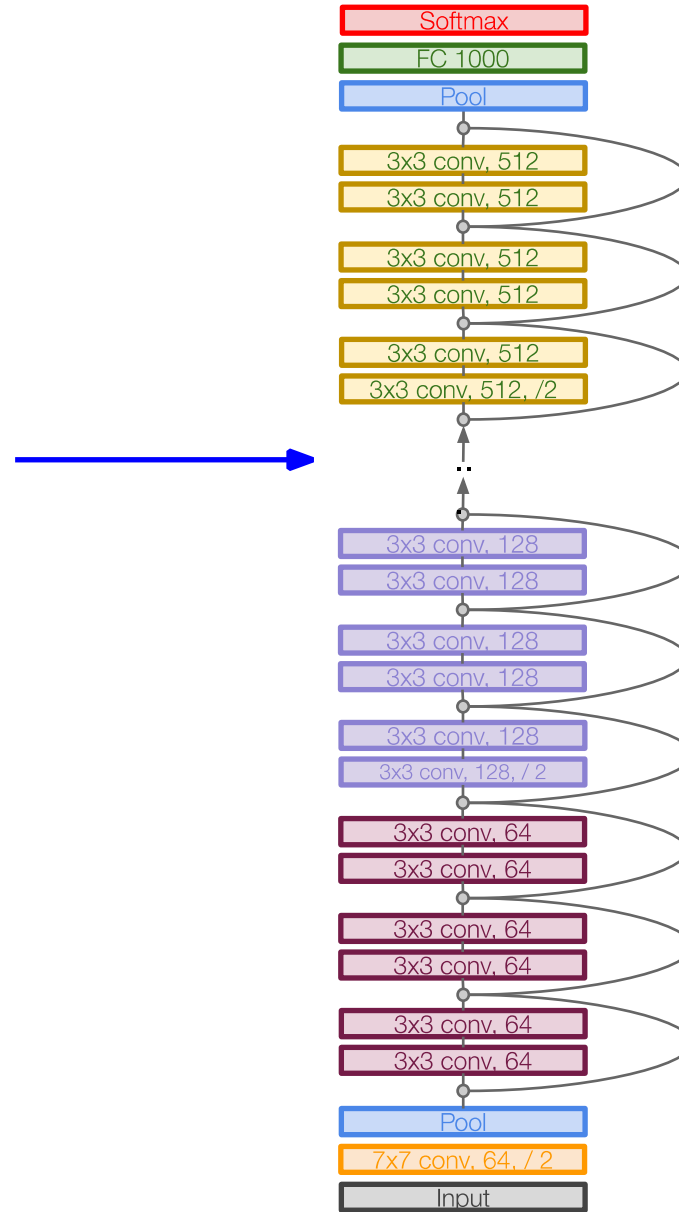 Softmax
FC 1000
Pool
3x3 conv, 512
3x3 conv, 512
3x3 conv, 512
3x3 conv, 512
3x3 conv, 512
3x3 conv, 512, /2
..
.
3x3 conv, 128
3x3 conv, 128
3x3 conv, 128
3x3 conv, 128
3x3 conv, 128
3x3 conv, 128, / 2
3x3 conv, 64
3x3 conv, 64
3x3 conv, 64
3x3 conv, 64
3x3 conv, 64
3x3 conv, 64
Pool
7x7 conv, 64, / 2
Input